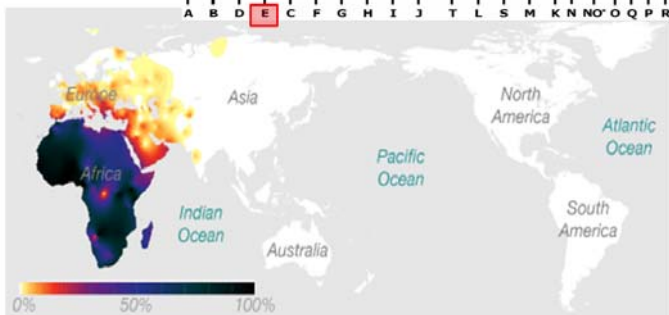 A B D E C F G H I J T L S M K N NO* O Q P R
Europe
Asia
North
America
Atlantic
Ocean
Africa
Pacific
Ocean
Indian
Ocean
South
America
Australia
0% 50% 100%